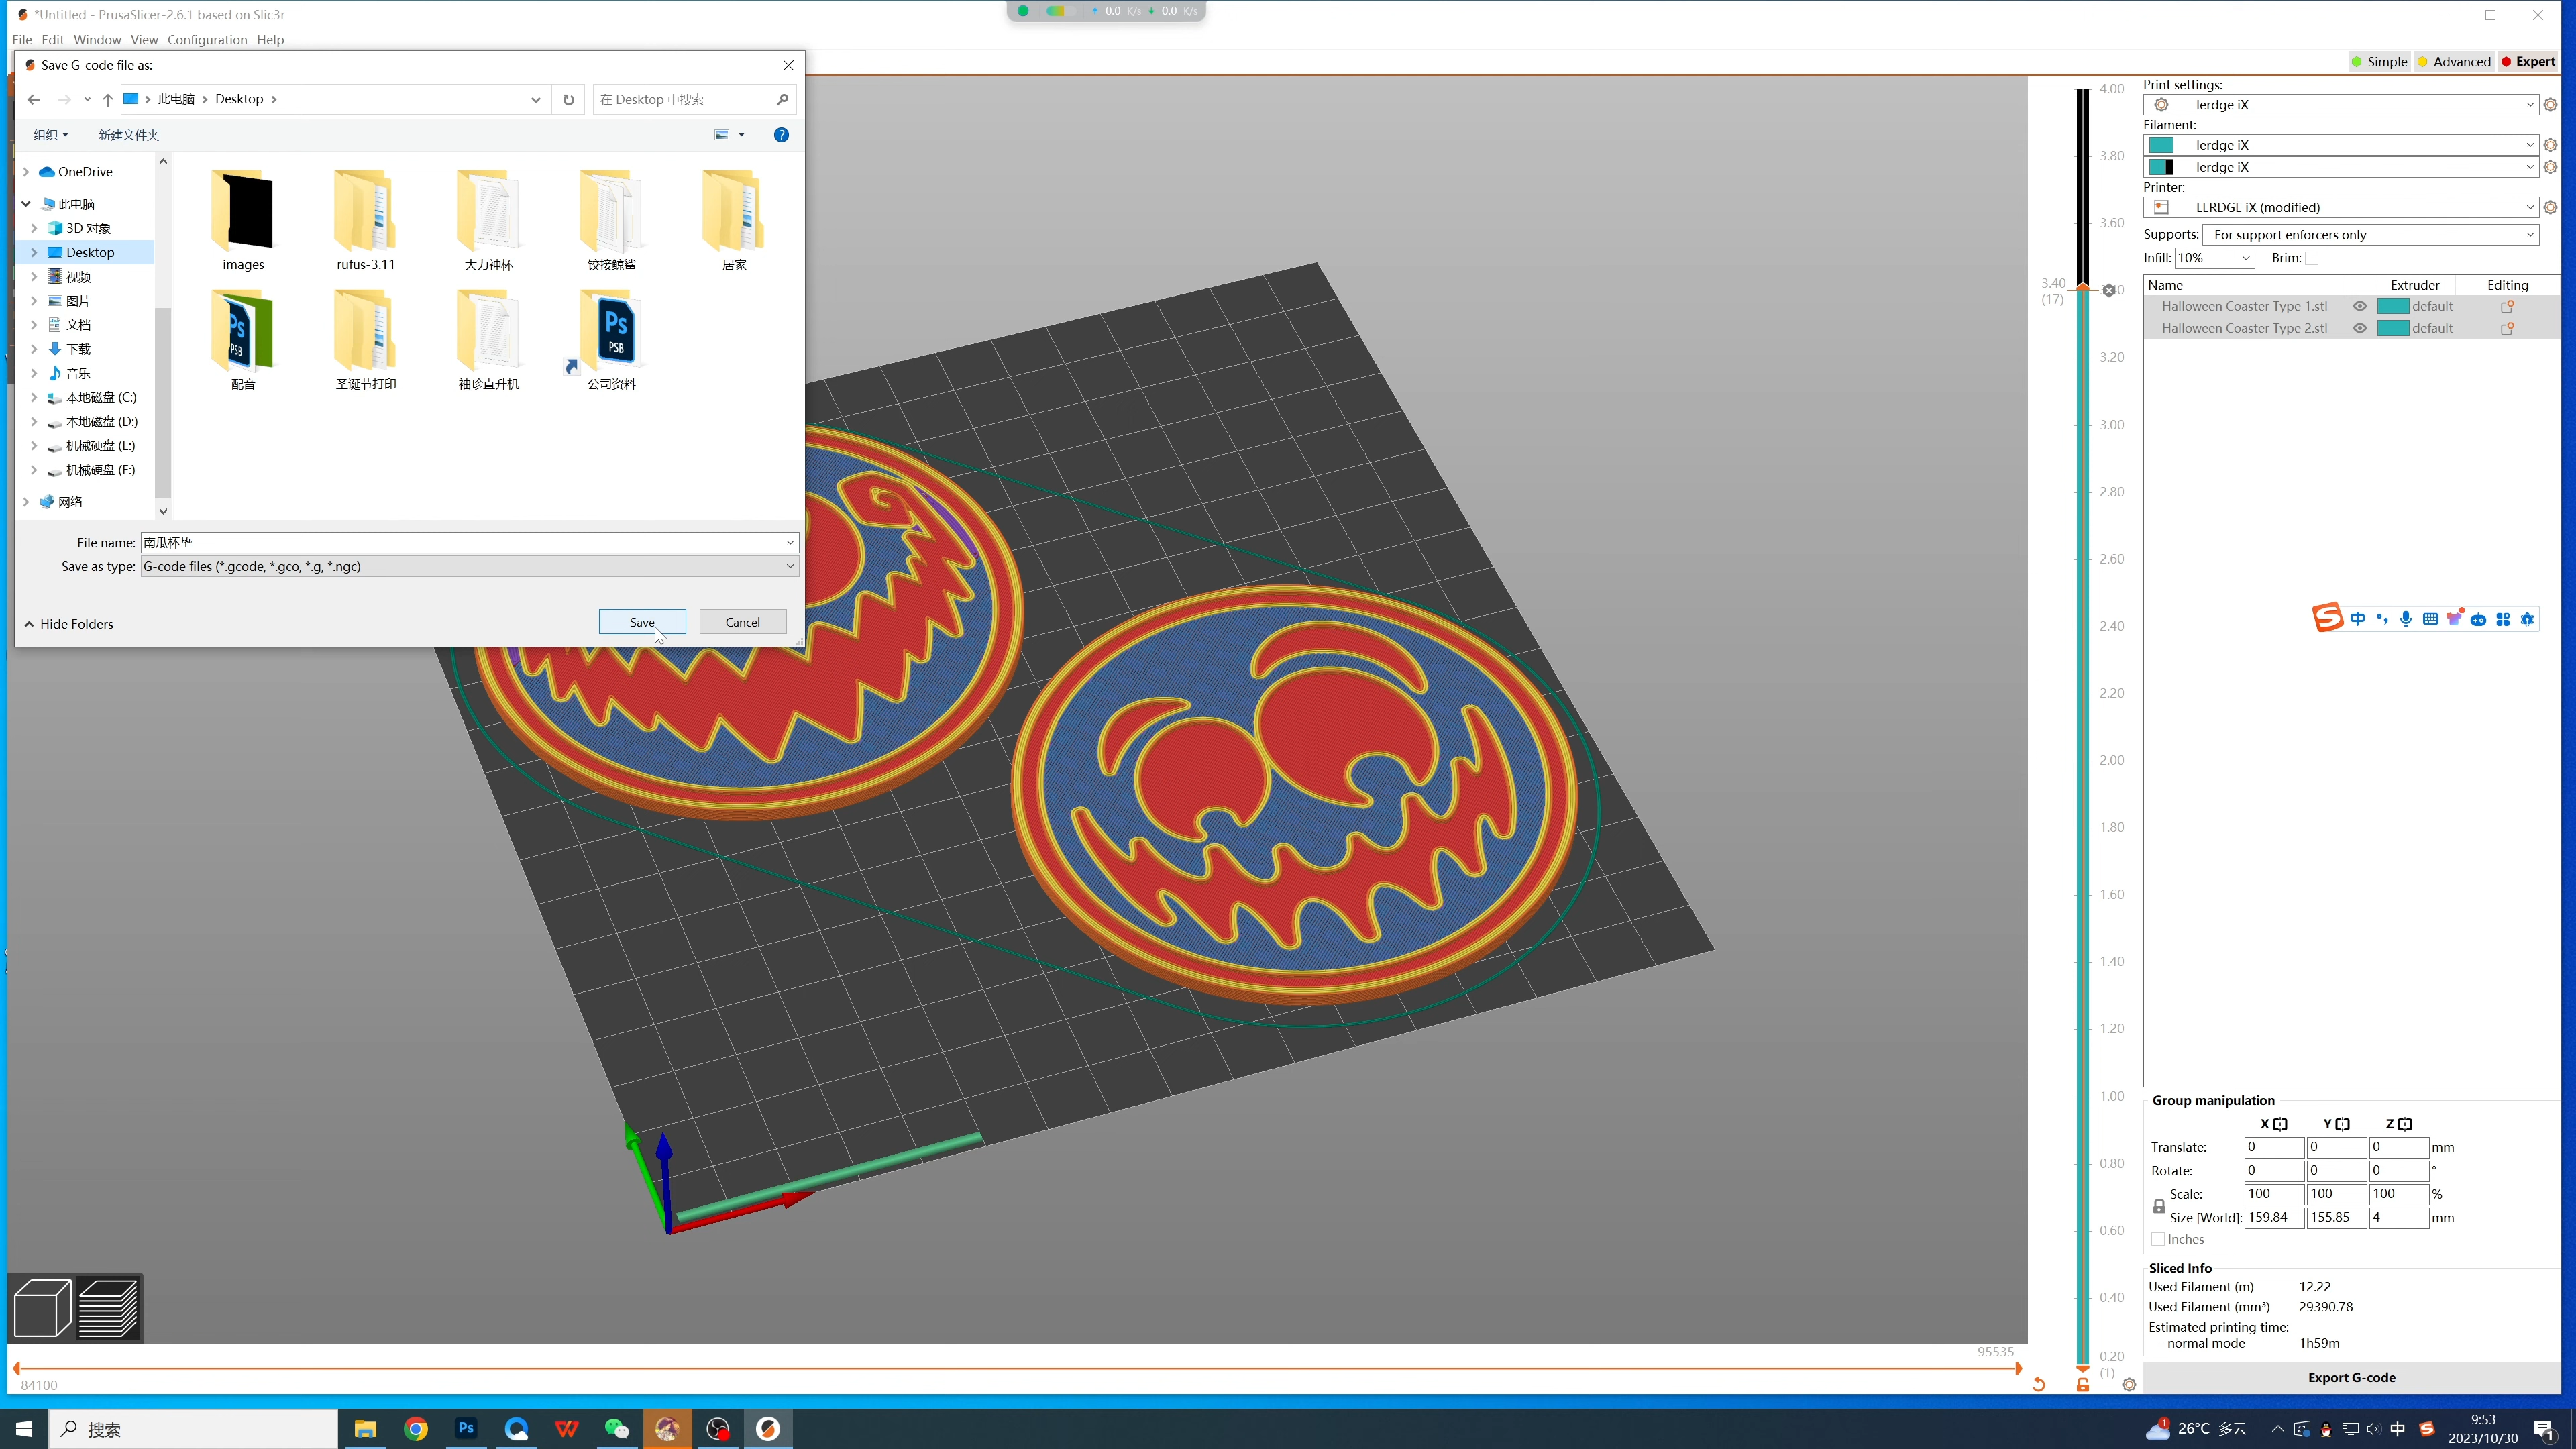 *Untitled - PrusaSlicer-2.6.1 based on Slic3r
0.0 K/s 0.0 K/s
File Edit Window View Configuration Help
Save G-code file as:
此电脑 Desktop
在 Desktop 中搜索
组织 新建文件夹
OneDrive
此电脑
3D 对象
Desktop
视频
图片
文档
下载
音乐
本地磁盘 (C:)
本地磁盘 (D:)
机械硬盘 (E:)
机械硬盘 (F:)
网络
images rufus-3.11 大力神杯 铰接鲸鲨 居家
Ps
PSB
Ps
PSB
配音 圣诞节打印 袖珍直升机 公司资料
File name: 南瓜杯垫
Save as type: G-code files (*.gcode, *.gco, *.g, *.ngc)
Hide Folders
Save Cancel
4.00
3.80
3.60
3.40
(17)
3.20
3.00
2.80
2.60
2.40
2.20
2.00
1.80
1.60
1.40
1.20
1.00
0.80
0.60
0.40
0.20
(1)
Simple Advanced Expert
Print settings:
lerdge iX
Filament:
lerdge iX
lerdge iX
Printer:
LERDGE iX (modified)
Supports: For support enforcers only
Infill: 10% Brim:
Name Extruder Editing
Halloween Coaster Type 1.stl default
Halloween Coaster Type 2.stl default
S 中
Group manipulation
X Y Z
Translate: 0 0 0 mm
Rotate: 0 0 0 °
Scale: 100 100 100 %
Size [World]: 159.84 155.85 4 mm
Inches
Sliced Info
Used Filament (m) 12.22
Used Filament (mm³) 29390.78
Estimated printing time:
- normal mode 1h59m
Export G-code
95535
84100
搜索
Ps
1
26°C 多云
中
S
9:53
2023/10/30
1